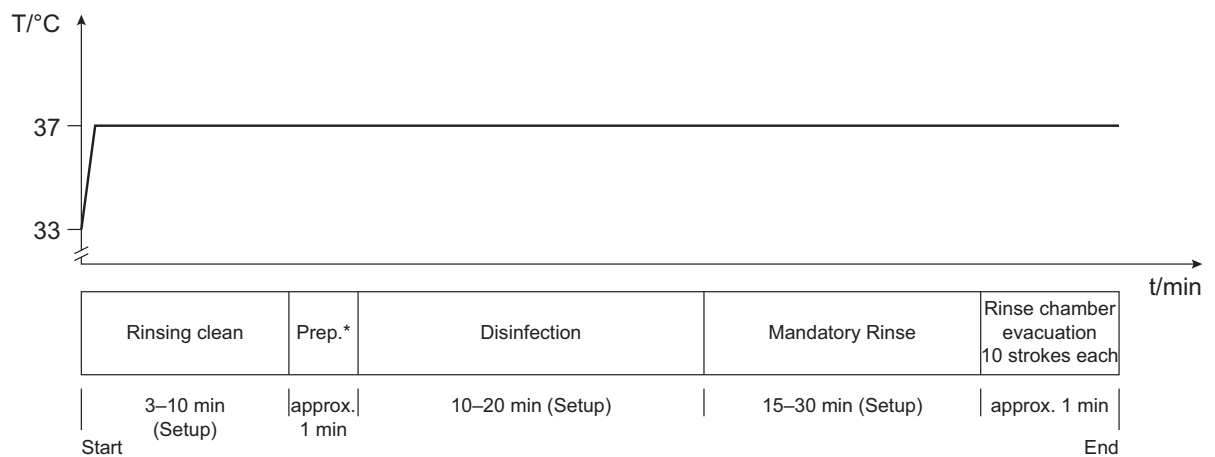 T/°C
37
33
t/min
Rinsing clean
Prep.*
Disinfection
Mandatory Rinse
Rinse chamber
evacuation
10 strokes each
3–10 min
(Setup)
approx.
1 min
10–20 min (Setup)
15–30 min (Setup)
approx. 1 min
Start
End